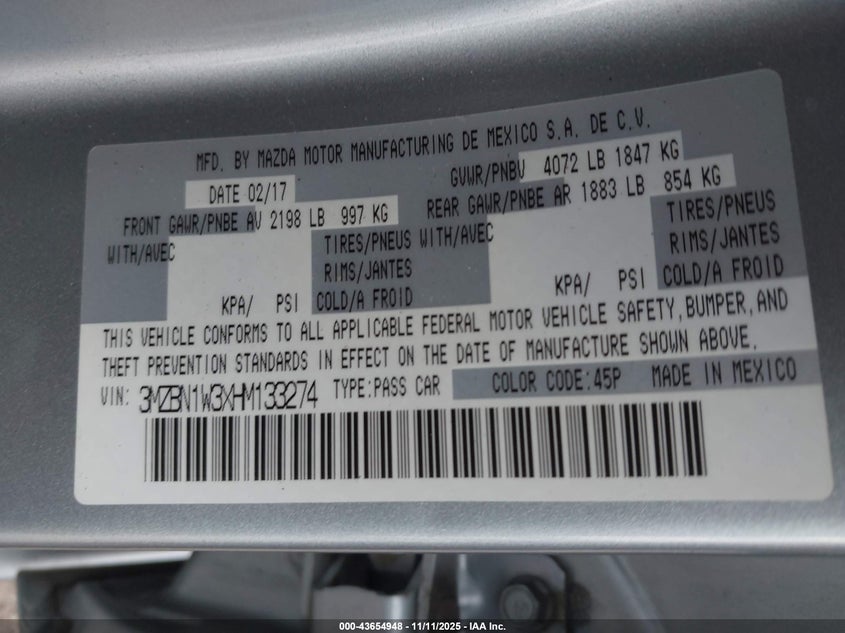 MFD. BY MAZDA MOTOR MANUFACTURING DE MEXICO S.A. DE C.V.
DATE 02/17 GVWR/PNBV 4072 LB 1847 KG
FRONT GAWR/PNBE AV 2198 LB 997 KG REAR GAWR/PNBE AR 1883 LB 854 KG
WITH/AVEC TIRES/PNEUS WITH/AVEC TIRES/PNEUS
RIMS/JANTES RIMS/JANTES
KPA/ PSI COLD/A FROID KPA/ PSI COLD/A FROID
THIS VEHICLE CONFORMS TO ALL APPLICABLE FEDERAL MOTOR VEHICLE SAFETY, BUMPER, AND
THEFT PREVENTION STANDARDS IN EFFECT ON THE DATE OF MANUFACTURE SHOWN ABOVE.
VIN: 3MZBN1W3XHM133274 TYPE:PASS CAR COLOR CODE:45P MADE IN MEXICO
000-43654948 - 11/11/2025 - IAA Inc.